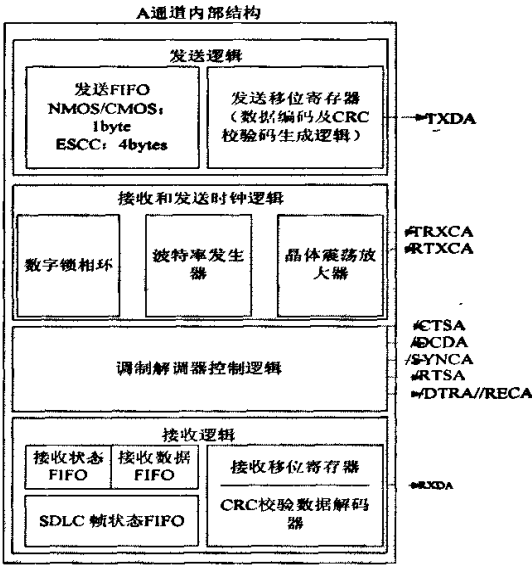 A通道内部结构
发送逻辑
发送FIFO
NMOS/CMOS:
1byte
ESCC: 4bytes
发送移位寄存器
(数据编码及CRC
校验码生成逻辑)
TXDA
接收和发送时钟逻辑
数字锁相环
波特率发生
器
晶体震荡放
大器
/TRXCA
/RTXCA
调制解调器控制逻辑
/CTSA
/DCDA
/SYNCA
/RTSA
/DTRA//RECA
接收逻辑
接收状态
FIFO
接收数据
FIFO
SDLC 帧状态FIFO
接收移位寄存器
CRC校验数据解码
器
RXDA